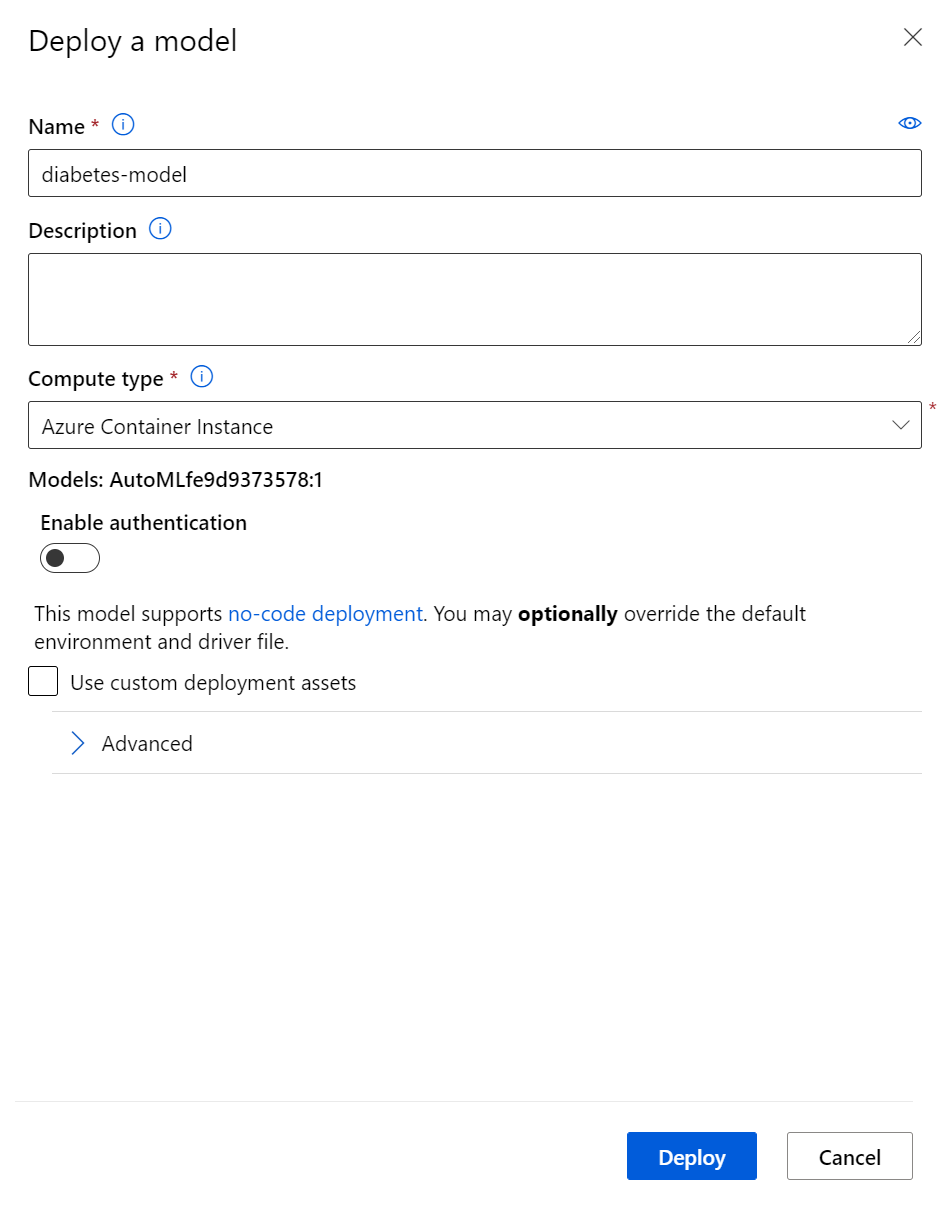 Deploy a model
Name *
diabetes-model
Description
Compute type *
Azure Container Instance
*
Models: AutoMLfe9d9373578:1
Enable authentication
This model supports no-code deployment. You may optionally override the default
environment and driver file.
Use custom deployment assets
Advanced
Deploy
Cancel